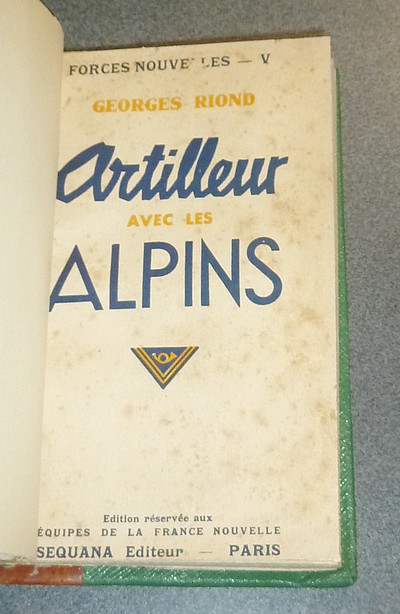 FORCES NOUVELLES — V
GEORGES RIOND
Artilleur
AVEC LES
ALPINS
Edition réservée aux
ÉQUIPES DE LA FRANCE NOUVELLE
SEQUANA Editeur — PARIS